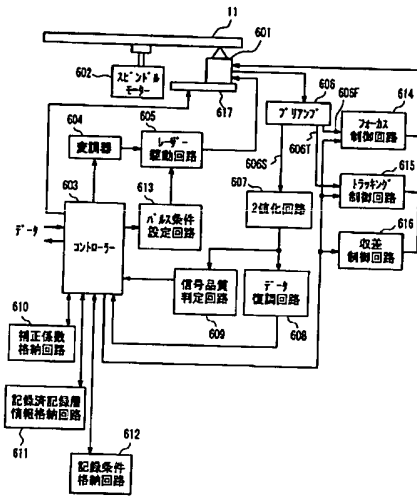 11
601
602
スピンドル
モーター
617
606
プリアンプ
606F
614
フォーカス
制御回路
604
変調器
605
レーザー
駆動回路
606S
606T
607
615
トラッキング
制御回路
603
コントローラー
613
パルス条件
設定回路
2値化回路
616
収差
制御回路
データ
信号品質
判定回路
609
データ
復調回路
608
610
補正係数
格納回路
記録済記録層
情報格納回路
611
612
記録条件
格納回路